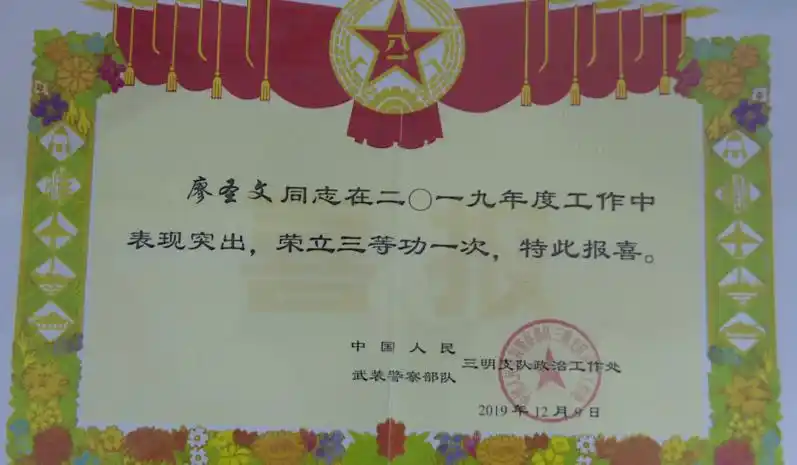 八一
廖圣文同志在二〇一九年度工作中
表现突出，荣立三等功一次，特此报喜。
中国人民
武装警察部队
三明支队政治工作处
2019年12月9日